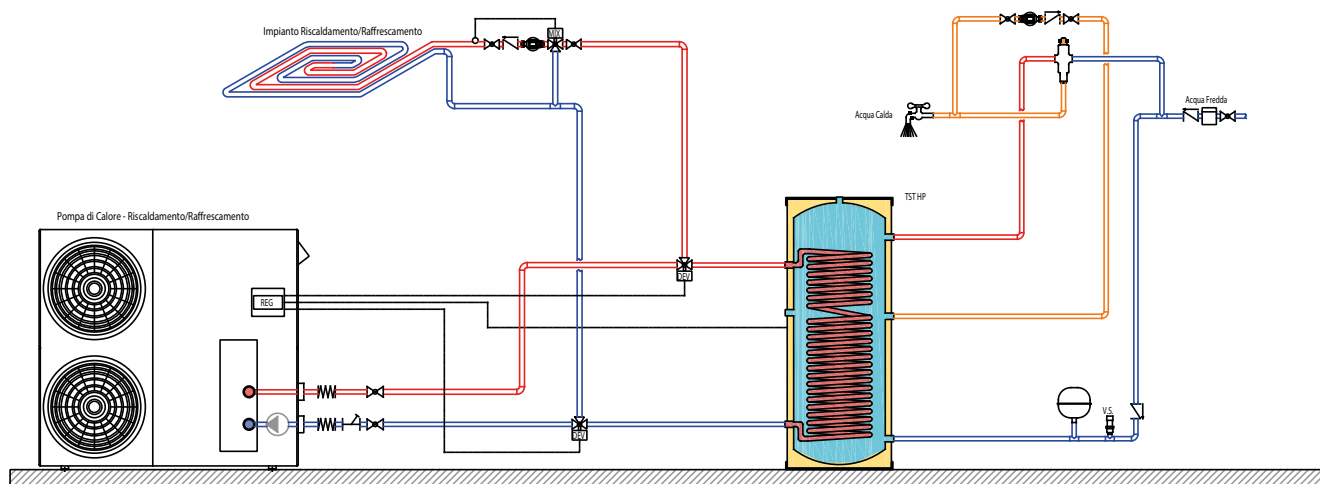 Impianto Riscaldamento/Raffrescamento
MIX
Acqua Calda
Acqua Fredda
TST HP
Pompa di Calore - Riscaldamento/Raffrescamento
DEV
REG
V.S.
DEV